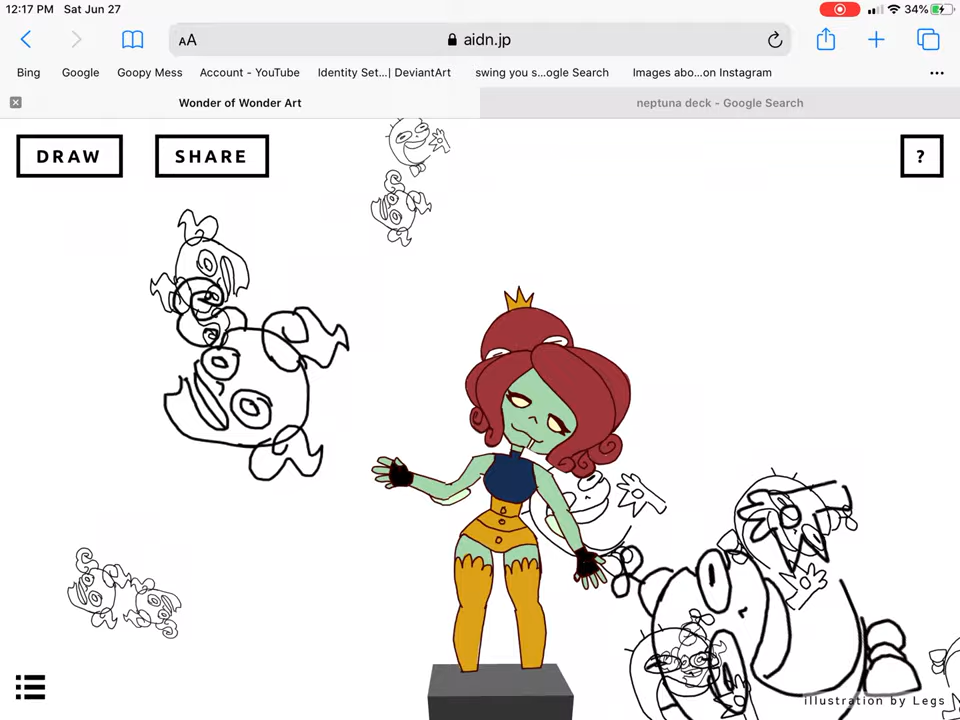 12:17 PM Sat Jun 27
34%
AA
aidn.jp
Bing Google Goopy Mess Account - YouTube Identity Set...| DeviantArt swing you s...ogle Search Images abo...on Instagram
Wonder of Wonder Art
neptuna deck - Google Search
DRAW
SHARE
?
illustration by Legs